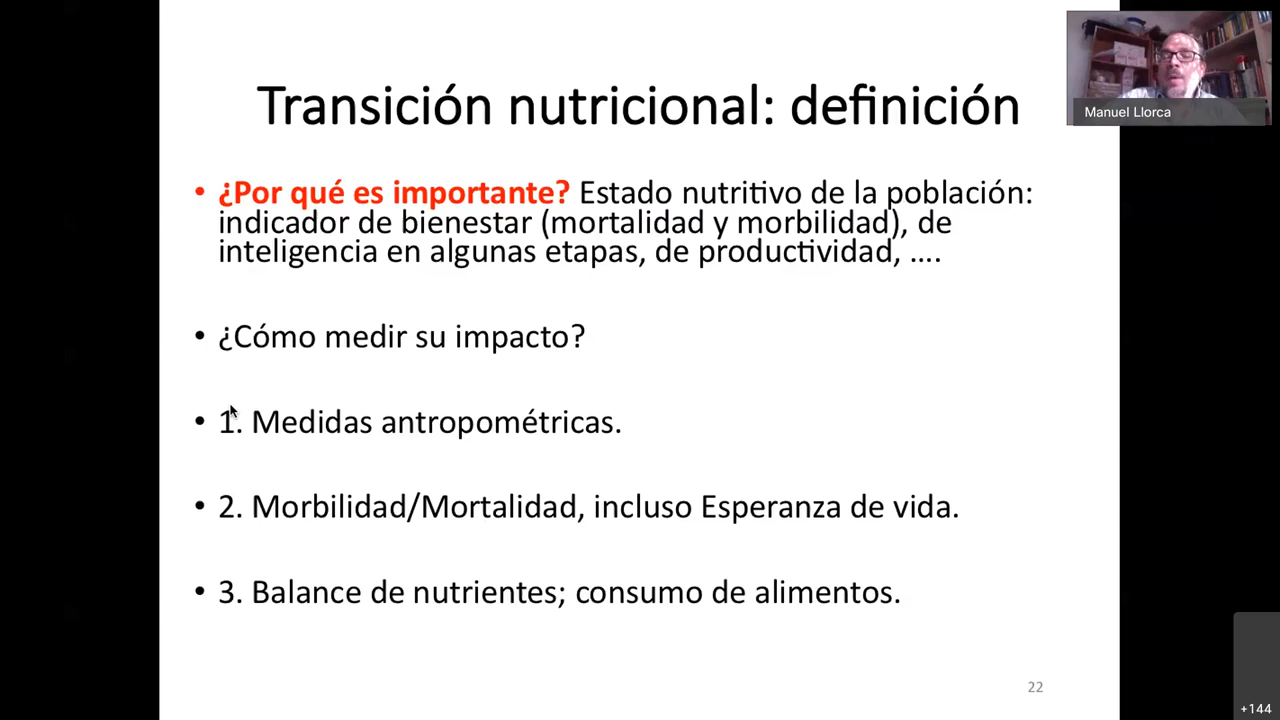 Transición nutricional: definición
Manuel Llorca
• ¿Por qué es importante? Estado nutritivo de la población:
indicador de bienestar (mortalidad y morbilidad), de
inteligencia en algunas etapas, de productividad, ….
• ¿Cómo medir su impacto?
• 1. Medidas antropométricas.
• 2. Morbilidad/Mortalidad, incluso Esperanza de vida.
• 3. Balance de nutrientes; consumo de alimentos.
22
+144